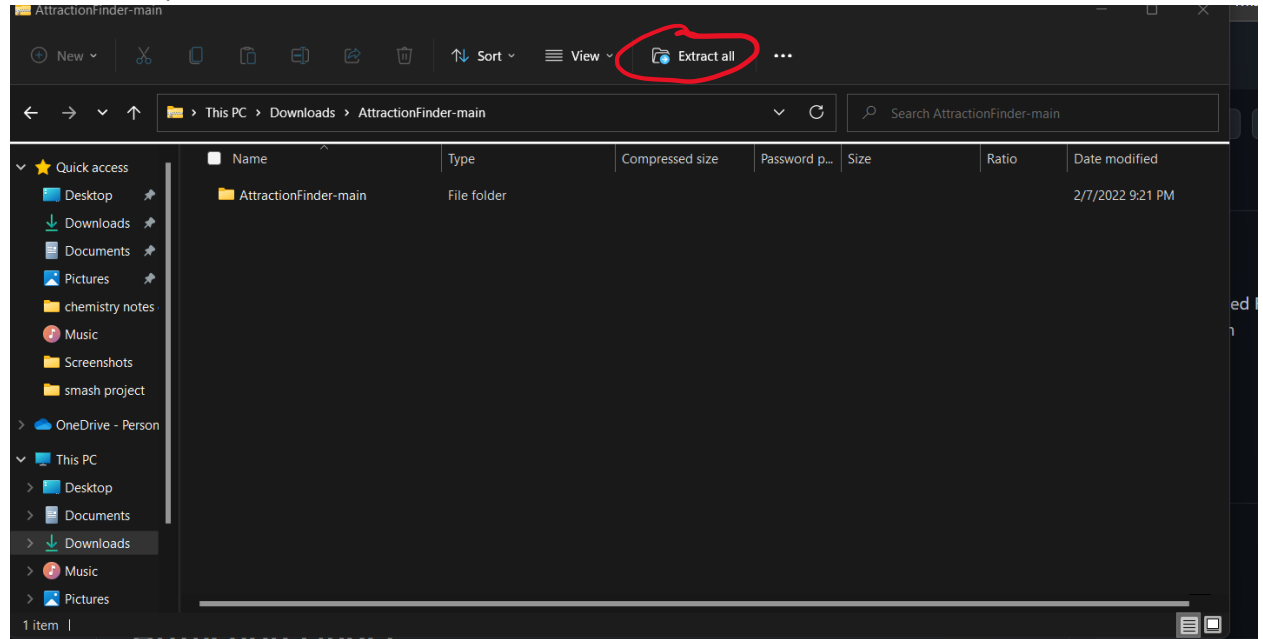 AttractionFinder-main
New
Sort
View
Extract all
This PC > Downloads > AttractionFinder-main
Search AttractionFinder-main
Name Type Compressed size Password p... Size Ratio Date modified
AttractionFinder-main File folder 2/7/2022 9:21 PM
Quick access
Desktop
Downloads
Documents
Pictures
chemistry notes
Music
Screenshots
smash project
OneDrive - Person
This PC
Desktop
Documents
Downloads
Music
Pictures
1 item